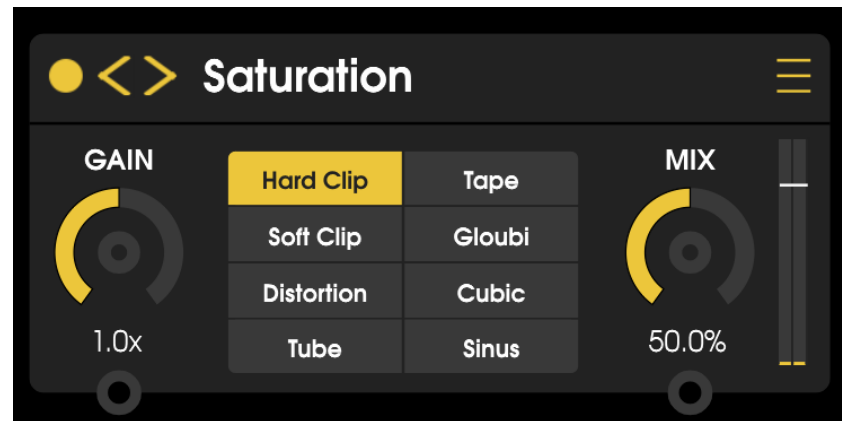 Saturation
GAIN
MIX
Hard Clip
Tape
Soft Clip
Gloubi
Distortion
Cubic
Tube
Sinus
1.0x
50.0%